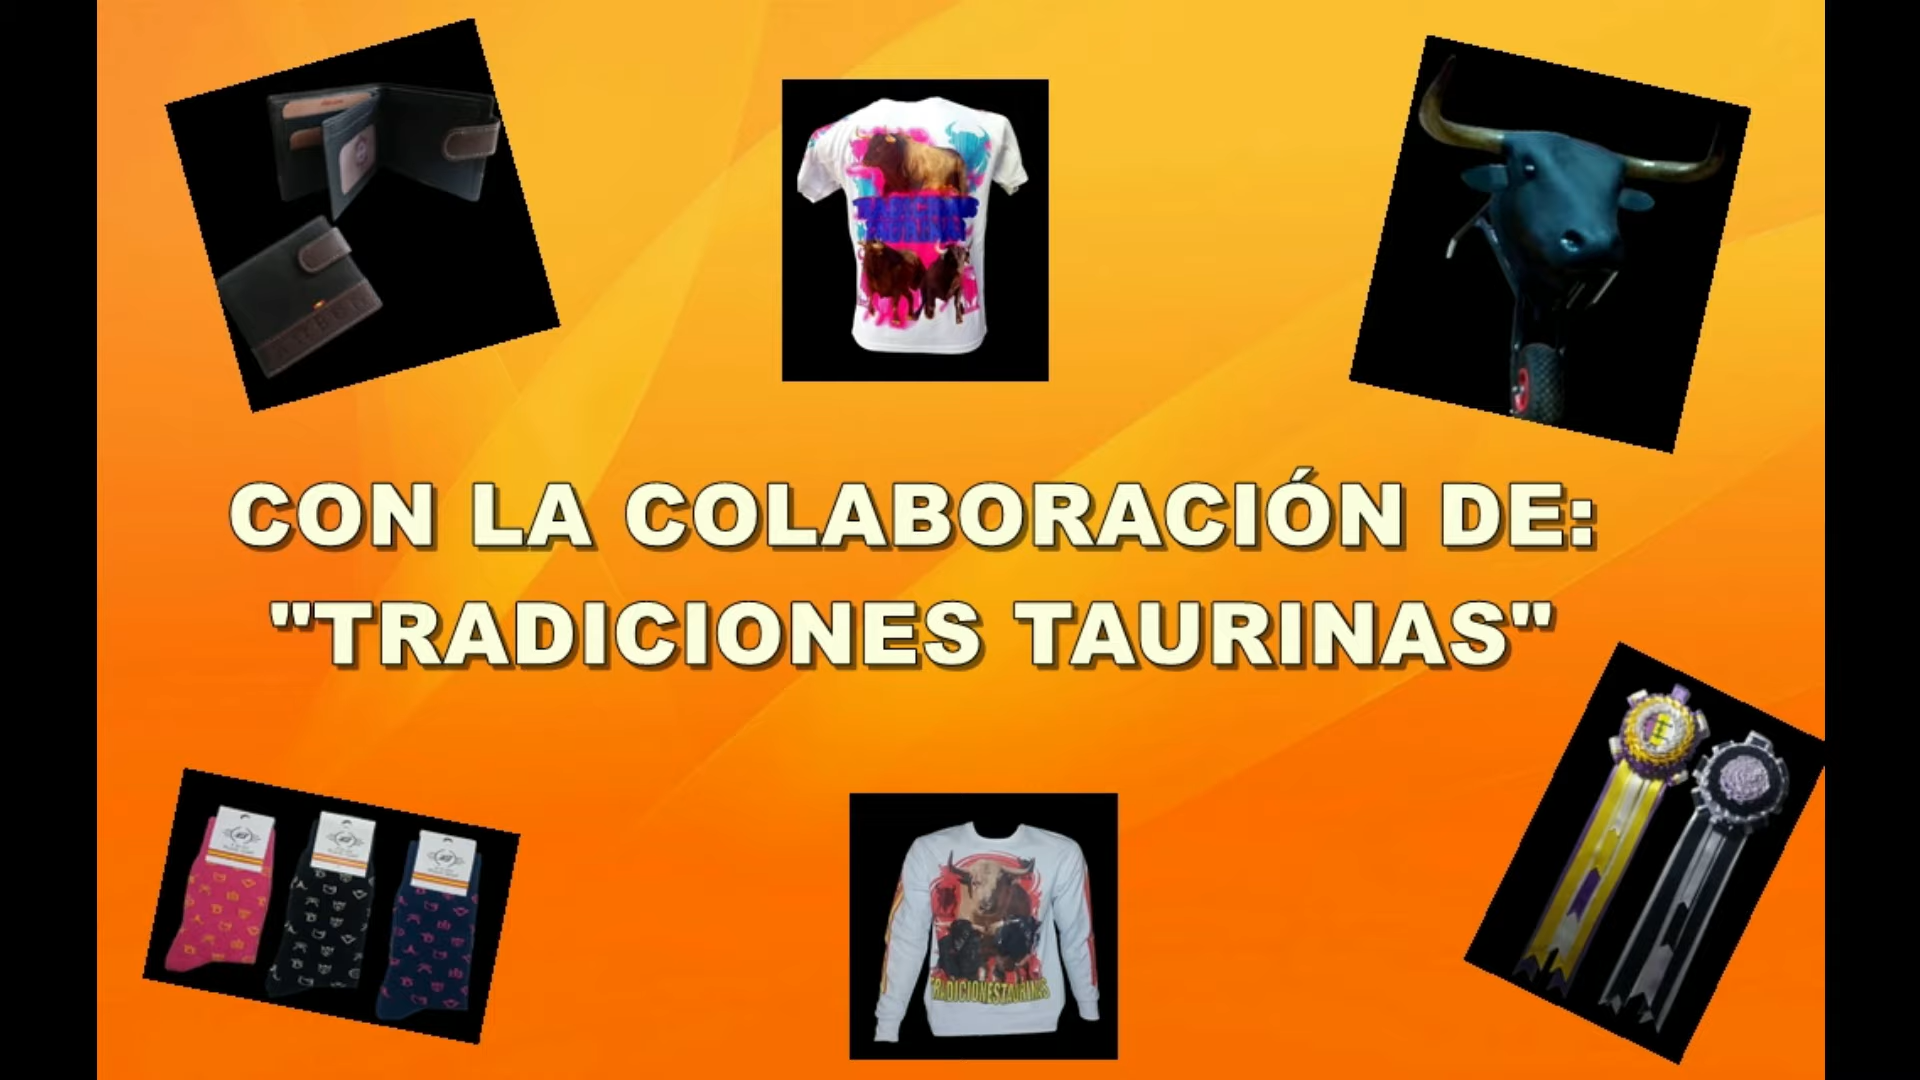 CON LA COLABORACIÓN DE:
"TRADICIONES TAURINAS"
TRADICIONESTAURINAS